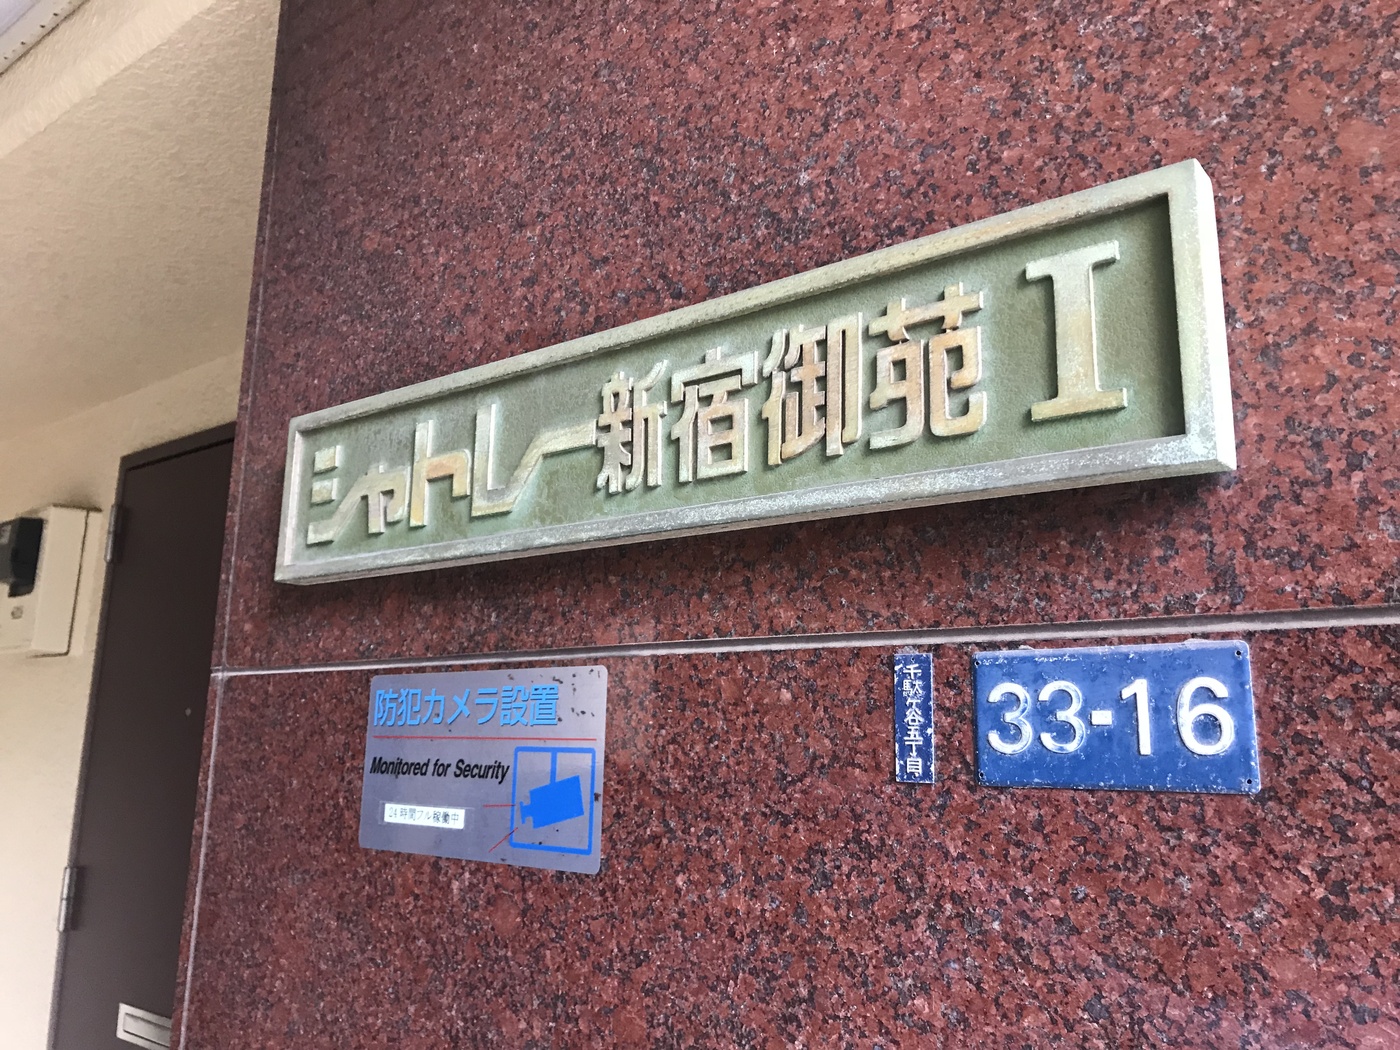 シャトレー新宿御苑 I
防犯カメラ設置
Monitored for Security
24時間フル稼働中
千駄ケ谷五丁目
33-16